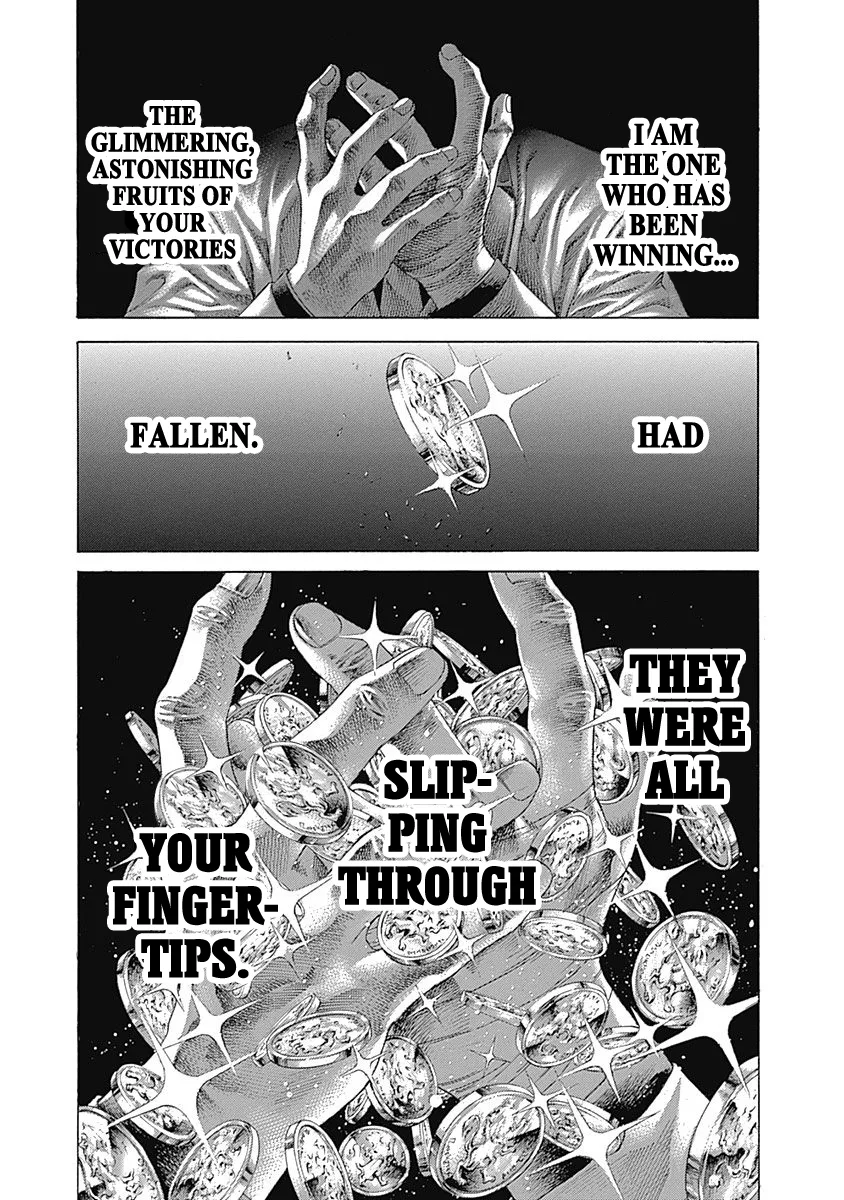 I AM
THE ONE
WHO HAS
BEEN
WINNING...
THE
GLIMMERING,
ASTONISHING
FRUITS OF
YOUR
VICTORIES
HAD
FALLEN.
THEY
WERE
ALL
SLIP-
PING
THROUGH
YOUR
FINGER-
TIPS.